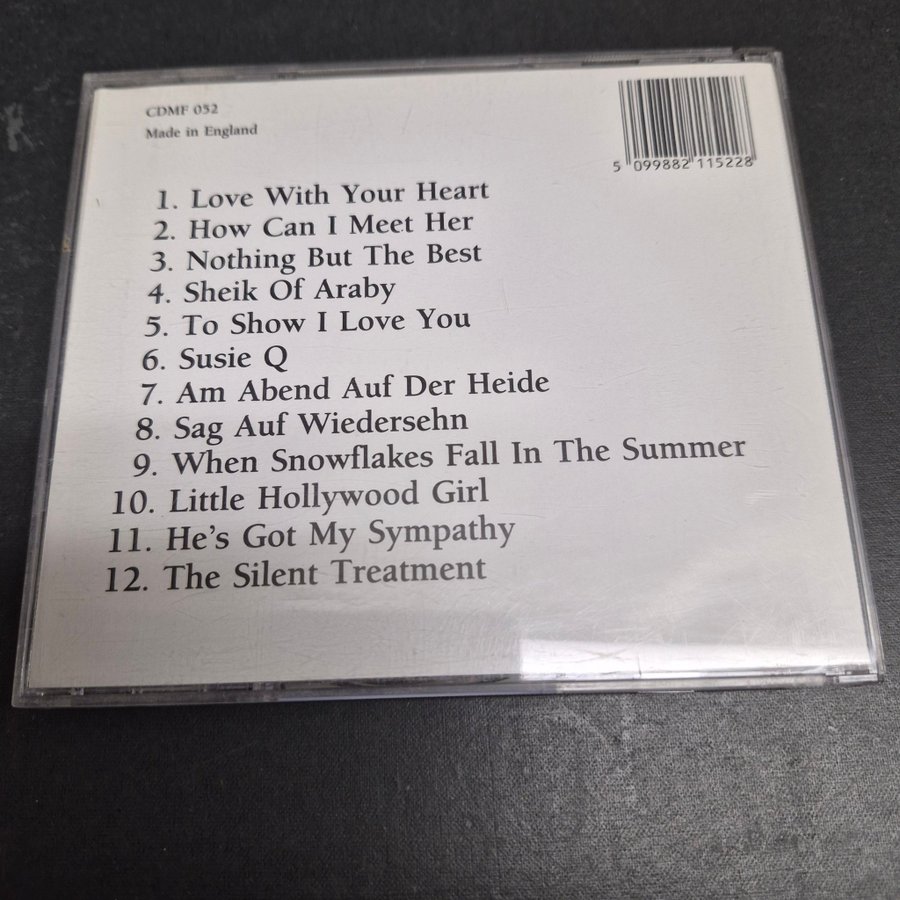 CDMF 052
Made in England
5 099882 115228
1. Love With Your Heart
2. How Can I Meet Her
3. Nothing But The Best
4. Sheik Of Araby
5. To Show I Love You
6. Susie Q
7. Am Abend Auf Der Heide
8. Sag Auf Wiedersehn
9. When Snowflakes Fall In The Summer
10. Little Hollywood Girl
11. He's Got My Sympathy
12. The Silent Treatment